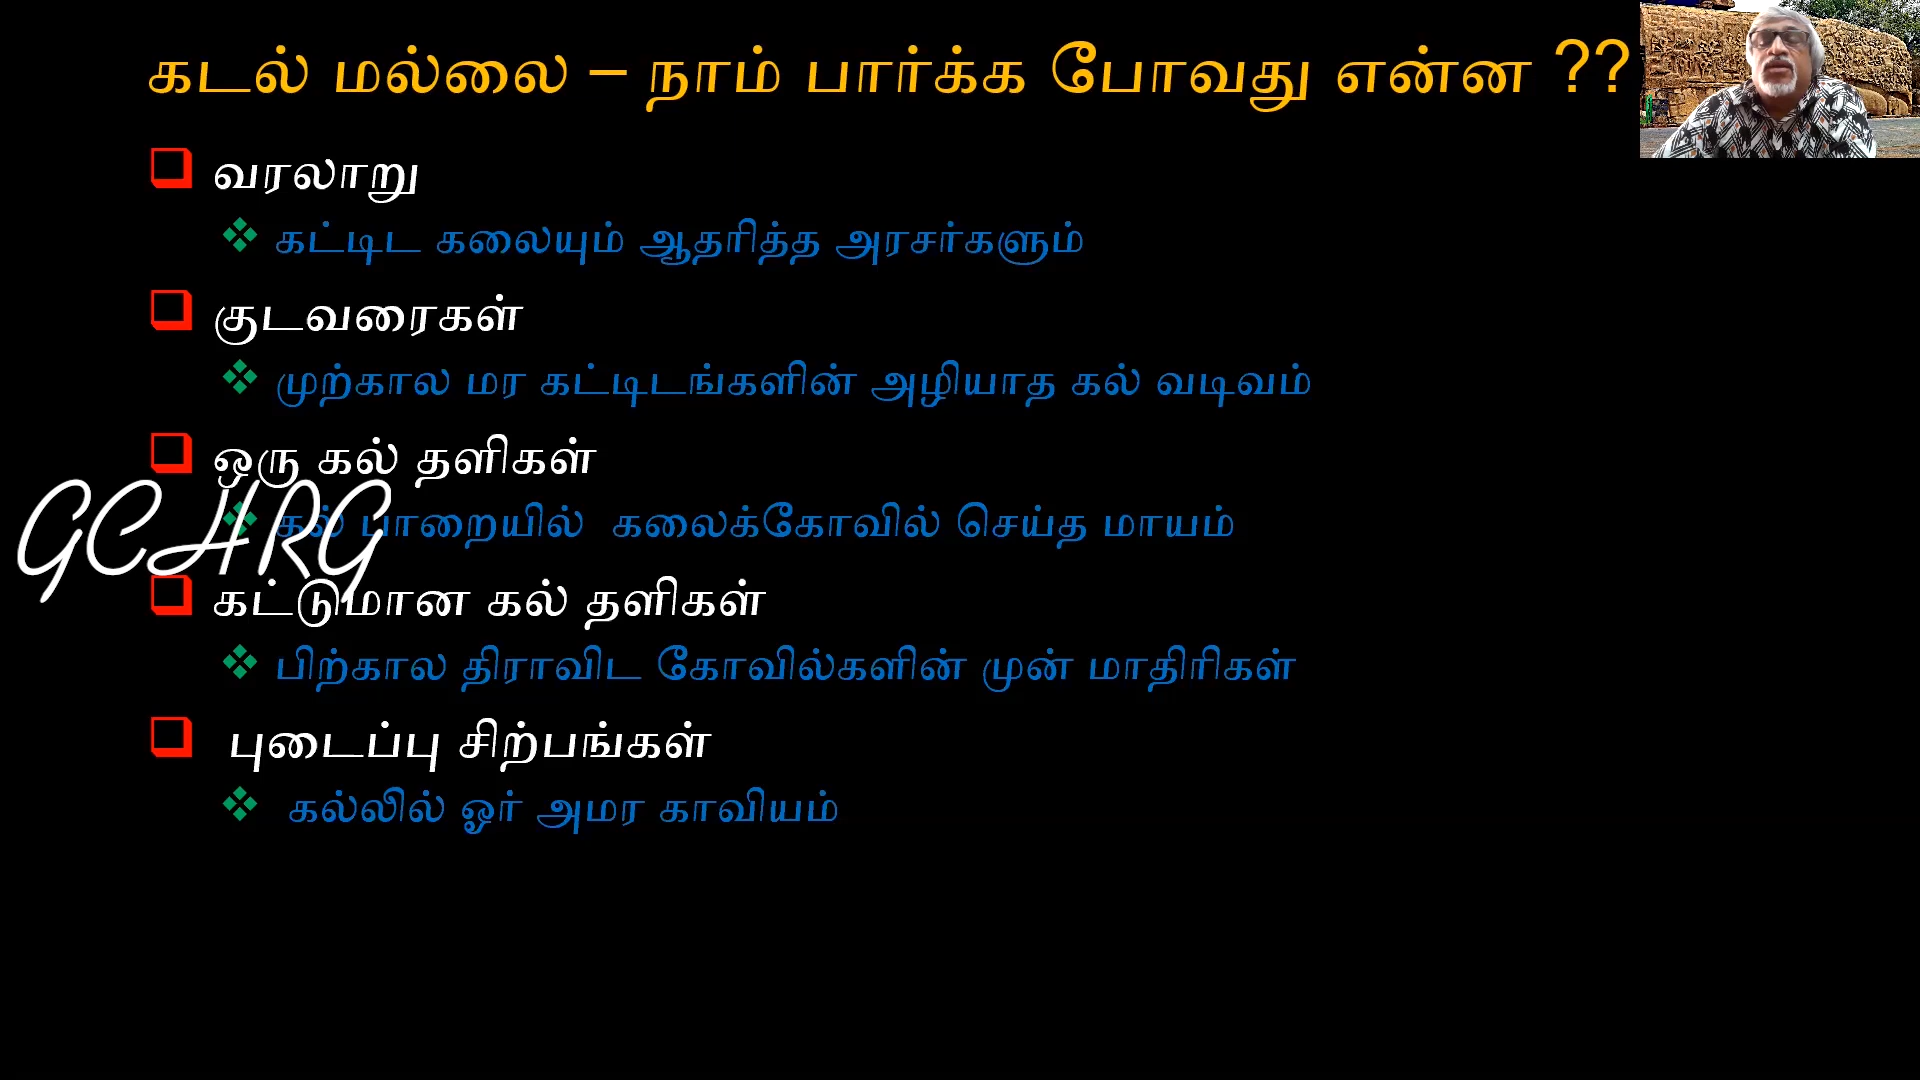 கடல் மல்லை – நாம் பார்க்க போவது என்ன ??
வரலாறு
கட்டிட கலையும் ஆதரித்த அரசர்களும்
குடவரைகள்
முற்கால மர கட்டிடங்களின் அழியாத கல் வடிவம்
ஒரு கல் தளிகள்
கல் பாறையில் கலைக்கோவில் செய்த மாயம்
GCHRG
கட்டுமான கல் தளிகள்
பிற்கால திராவிட கோவில்களின் முன் மாதிரிகள்
புடைப்பு சிற்பங்கள்
கல்லில் ஓர் அமர காவியம்